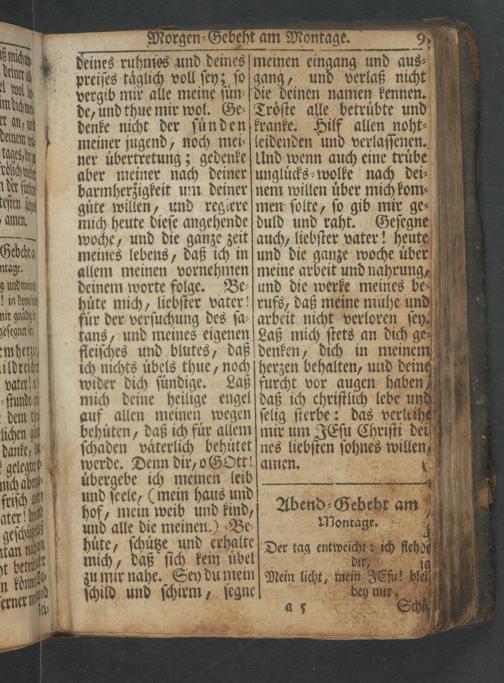 Morgen-Gebeht am Montage. 9
deines ruhmes und deines
preises täglich voll sey; so
vergib mir alle meine sün-
de, und thue mir wol. Ge-
denke nicht der sünden
meiner jugend, noch mei-
ner übertretung; gedenke
aber meiner nach deiner
barmherzigkeit um deiner
güte willen, und regiere
mich heute diese angehende
woche, und die ganze zeit
meines lebens, daß ich in
allem meinen vornehmen
deinem worte folge. Be-
hüte mich, liebster vater!
für der versuchung des sa-
tans, und meines eigenen
fleisches und blutes, daß
ich nichts übels thue, noch
wider dich sündige. Laß
mich deine heilige engel
auf allen meinen wegen
behüten, daß ich für allem
schaden väterlich behütet
werde. Denn dir, o GOtt!
übergebe ich meinen leib
und seele, (mein haus und
hof, mein weib und kind,
und alle die meinen.) Be-
hüte, schütze und erhalte
mich, daß sich kein übel
zu mir nahe. Sey du mein
schild und schirm, segne
meinen eingang und aus-
gang, und verlaß nicht
die deinen namen kennen.
Tröste alle betrübte und
kranke. Hilf allen noht-
leidenden und verlassenen.
Und wenn auch eine trübe
unglücks-wolke nach dei-
nem willen über mich kom-
men solte, so gib mir ge-
duld und raht. Gesegne
auch, liebster vater! heute
und die ganze woche über
meine arbeit und nahrung,
und die werke meines be-
rufs, daß meine mühe und
arbeit nicht verloren sey.
Laß mich stets an dich ge-
denken, dich in meinem
herzen behalten, und deine
furcht vor augen haben,
daß ich christlich lebe und
selig sterbe: das verleihe
mir um JEsu Christi dei-
nes liebsten sohnes willen,
amen.
Abend-Gebeht am
Montage.
Der tag entweicht: ich flehe
dir,
Mein licht, mein JEsu! blei
bey mir.
a 5